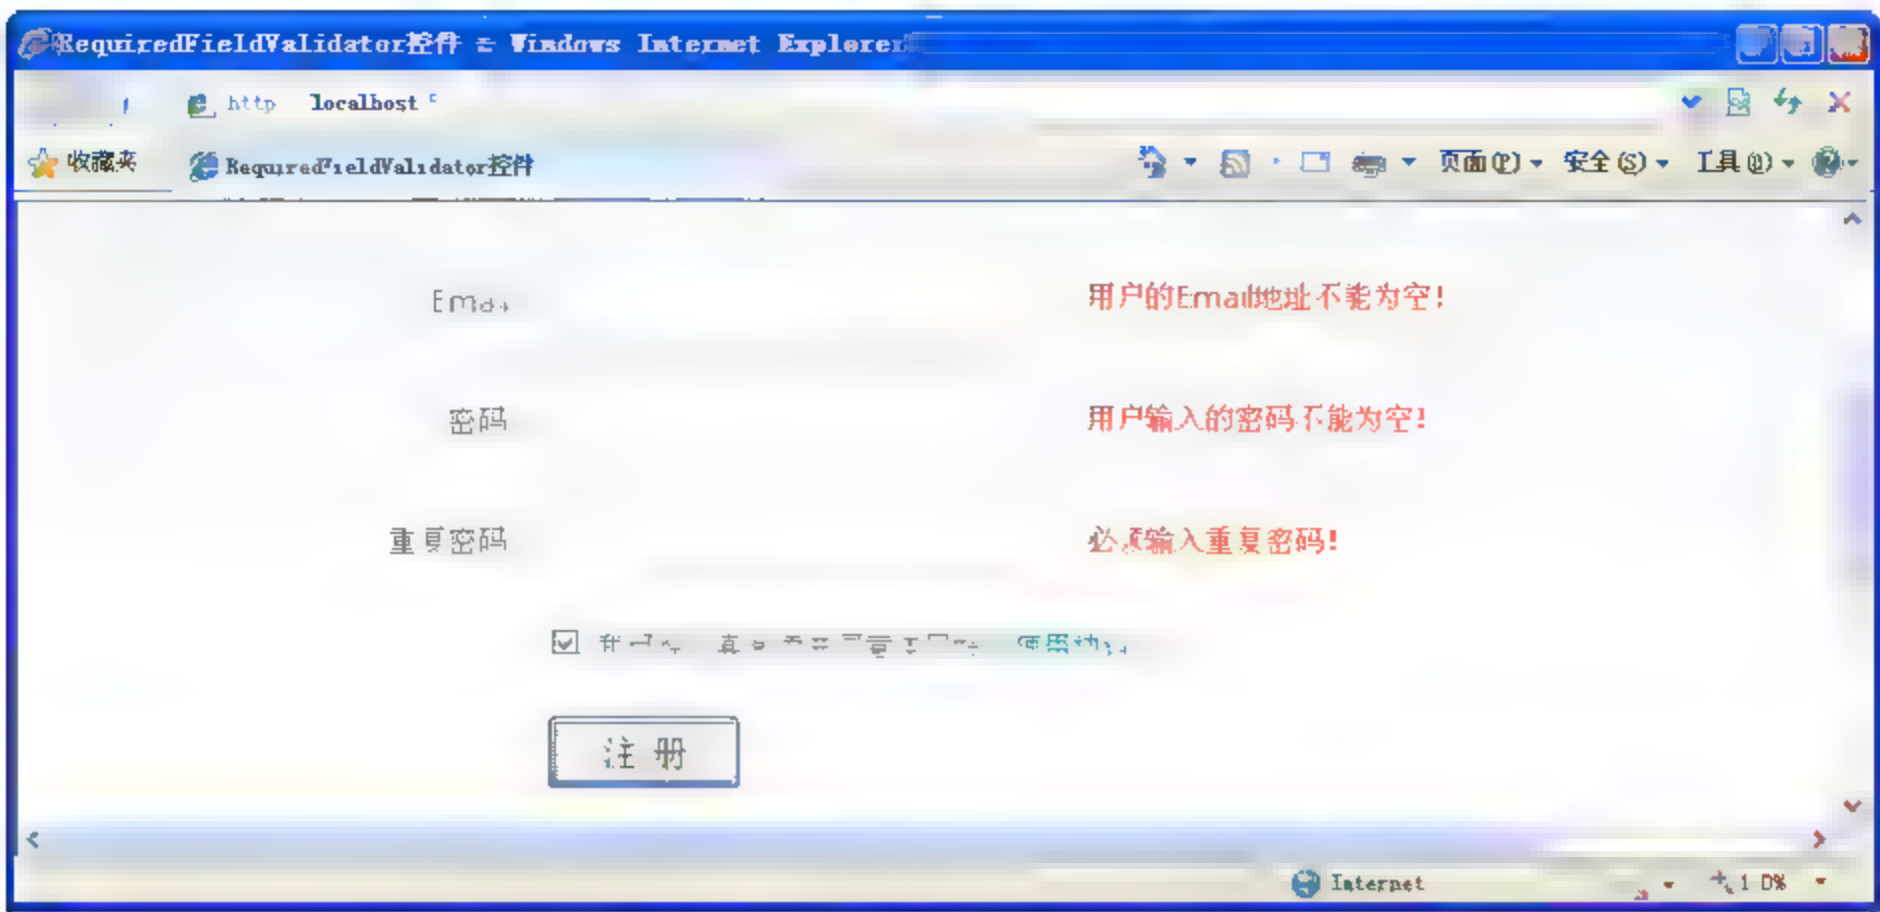 RequiredFieldValidator控件 - Windows Internet Explorer
http localhost
收藏夹 RequiredFieldValidator控件 页面(P) 安全(S) 工具(O)
Email 用户的Email地址不能为空!
密码 用户输入的密码不能为空!
重复密码 必须输入重复密码!
注 册
Internet